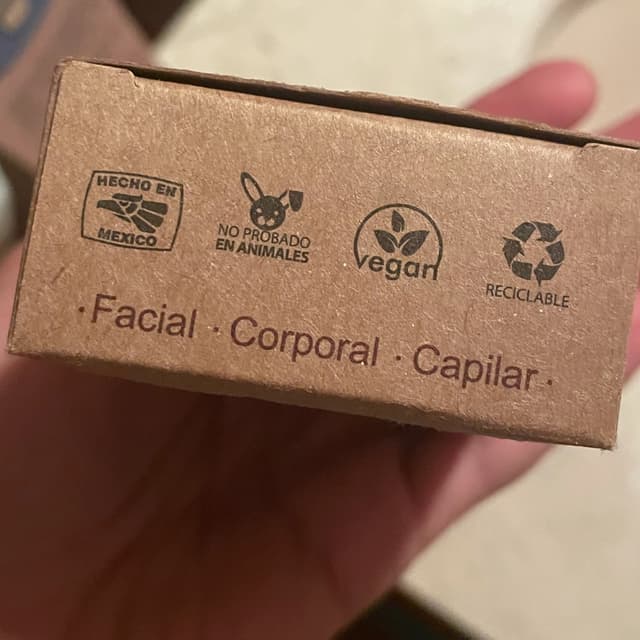 HECHO EN
MEXICO
NO PROBADO
EN ANIMALES
vegan
RECICLABLE
·Facial · Corporal · Capilar·